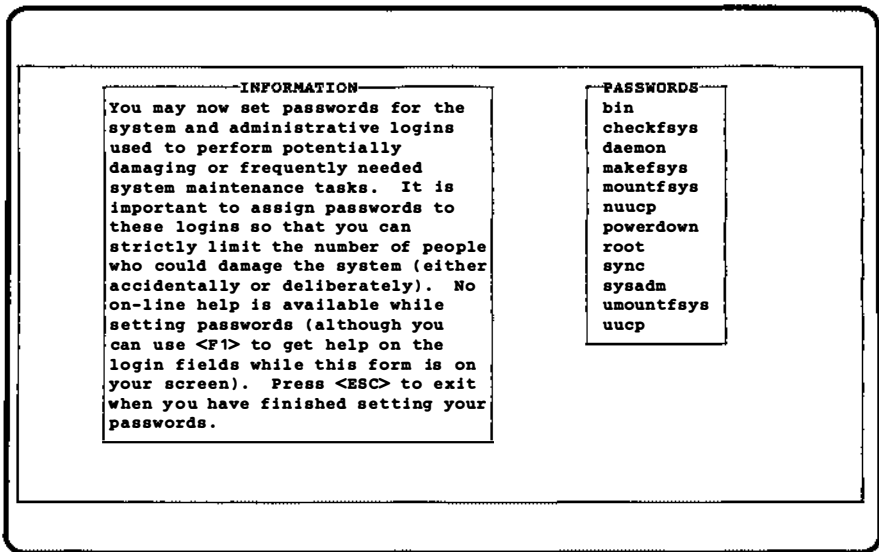 INFORMATION
You may now set passwords for the
system and administrative logins
used to perform potentially
damaging or frequently needed
system maintenance tasks.  It is
important to assign passwords to
these logins so that you can
strictly limit the number of people
who could damage the system (either
accidentally or deliberately).  No
on-line help is available while
setting passwords (although you
can use <F1> to get help on the
login fields while this form is on
your screen).  Press <ESC> to exit
when you have finished setting your
passwords.
PASSWORDS
bin
checkfsys
daemon
makefsys
mountfsys
nuucp
powerdown
root
sync
sysadm
umountfsys
uucp